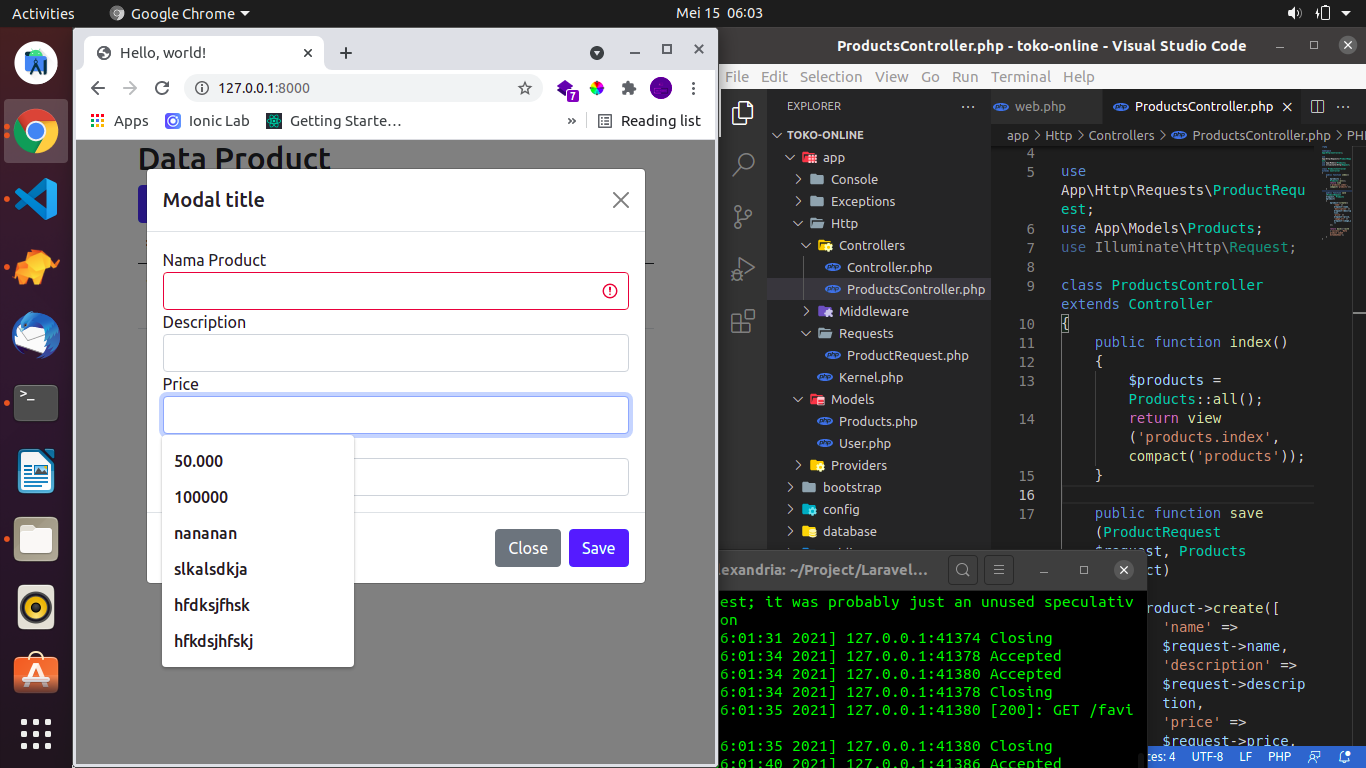 Activities
Google Chrome
Mei 15 06:03
Hello, world!
127.0.0.1:8000
7
Apps
Ionic Lab
Getting Starte…
»
Reading list
Data Product
Modal title
Nama Product
Description
Price
50.000
100000
nananan
slkalsdkja
hfdksjfhsk
hfkdsjhfskj
Close
Save
ProductsController.php - toko-online - Visual Studio Code
File Edit Selection View Go Run Terminal Help
EXPLORER
TOKO-ONLINE
app
Console
Exceptions
Http
Controllers
Controller.php
ProductsController.php
Middleware
Requests
ProductRequest.php
Kernel.php
Models
Products.php
User.php
Providers
bootstrap
config
database
web.php
ProductsController.php
app > Http > Controllers > ProductsController.php > PH
4
5 use
App\Http\Requests\ProductRequ
est;
6 use App\Models\Products;
7 use Illuminate\Http\Request;
8
9 class ProductsController
extends Controller
10 {
11 public function index()
12 {
13 $products =
Products::all();
14 return view
('products.index',
compact('products'));
15 }
16
17 public function save
(ProductRequest
$request, Products
ct)
product->create([
'name' =>
$request->name,
'description' =>
$request->descrip
tion,
'price' =>
$request->price,
lexandria: ~/Project/Laravel…
est; it was probably just an unused speculativ
on
6:01:31 2021] 127.0.0.1:41374 Closing
6:01:34 2021] 127.0.0.1:41378 Accepted
6:01:34 2021] 127.0.0.1:41380 Accepted
6:01:34 2021] 127.0.0.1:41378 Closing
6:01:35 2021] 127.0.0.1:41380 [200]: GET /favi
6:01:35 2021] 127.0.0.1:41380 Closing
6:01:40 2021] 127.0.0.1:41386 Accepted
ces: 4 UTF-8 LF PHP